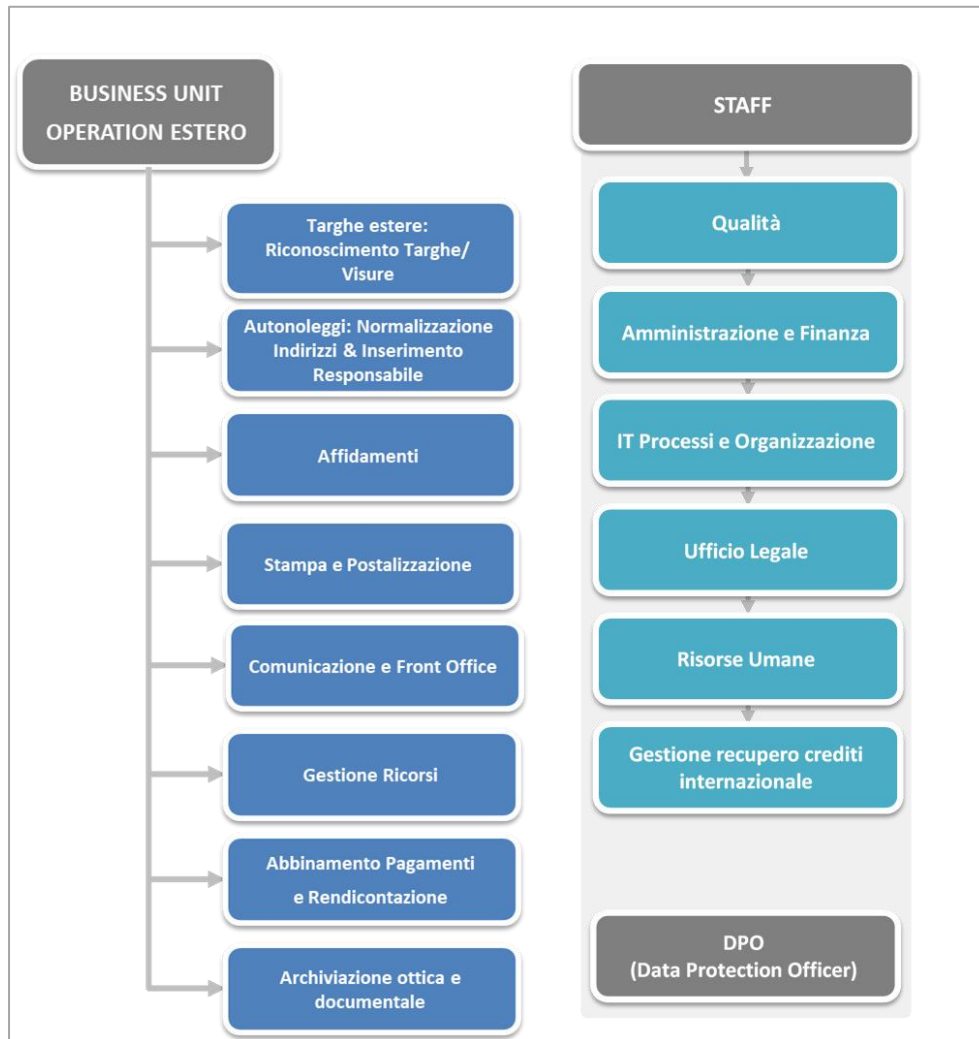 BUSINESS UNIT
OPERATION ESTERO
Targhe estere:
Riconoscimento Targhe/
Visure
Autonoleggi: Normalizzazione
Indirizzi & Inserimento
Responsabile
Affidamenti
Stampa e Postalizzazione
Comunicazione e Front Office
Gestione Ricorsi
Abbinamento Pagamenti
e Rendicontazione
Archiviazione ottica e
documentale
STAFF
Qualità
Amministrazione e Finanza
IT Processi e Organizzazione
Ufficio Legale
Risorse Umane
Gestione recupero crediti
internazionale
DPO
(Data Protection Officer)